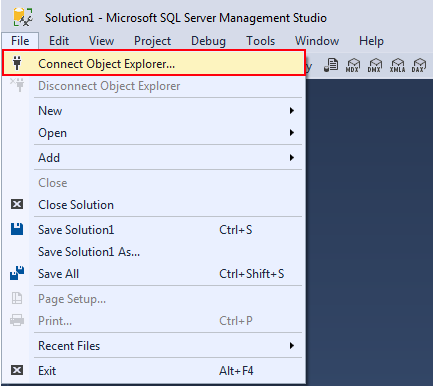 Solution1 - Microsoft SQL Server Management Studio
File Edit View Project Debug Tools Window Help
Connect Object Explorer...
MDX DMX XMLA DAX
Disconnect Object Explorer
New
Open
Add
Close
Close Solution
Save Solution1 Ctrl+S
Save Solution1 As...
Save All Ctrl+Shift+S
Page Setup...
Print... Ctrl+P
Recent Files
Exit Alt+F4